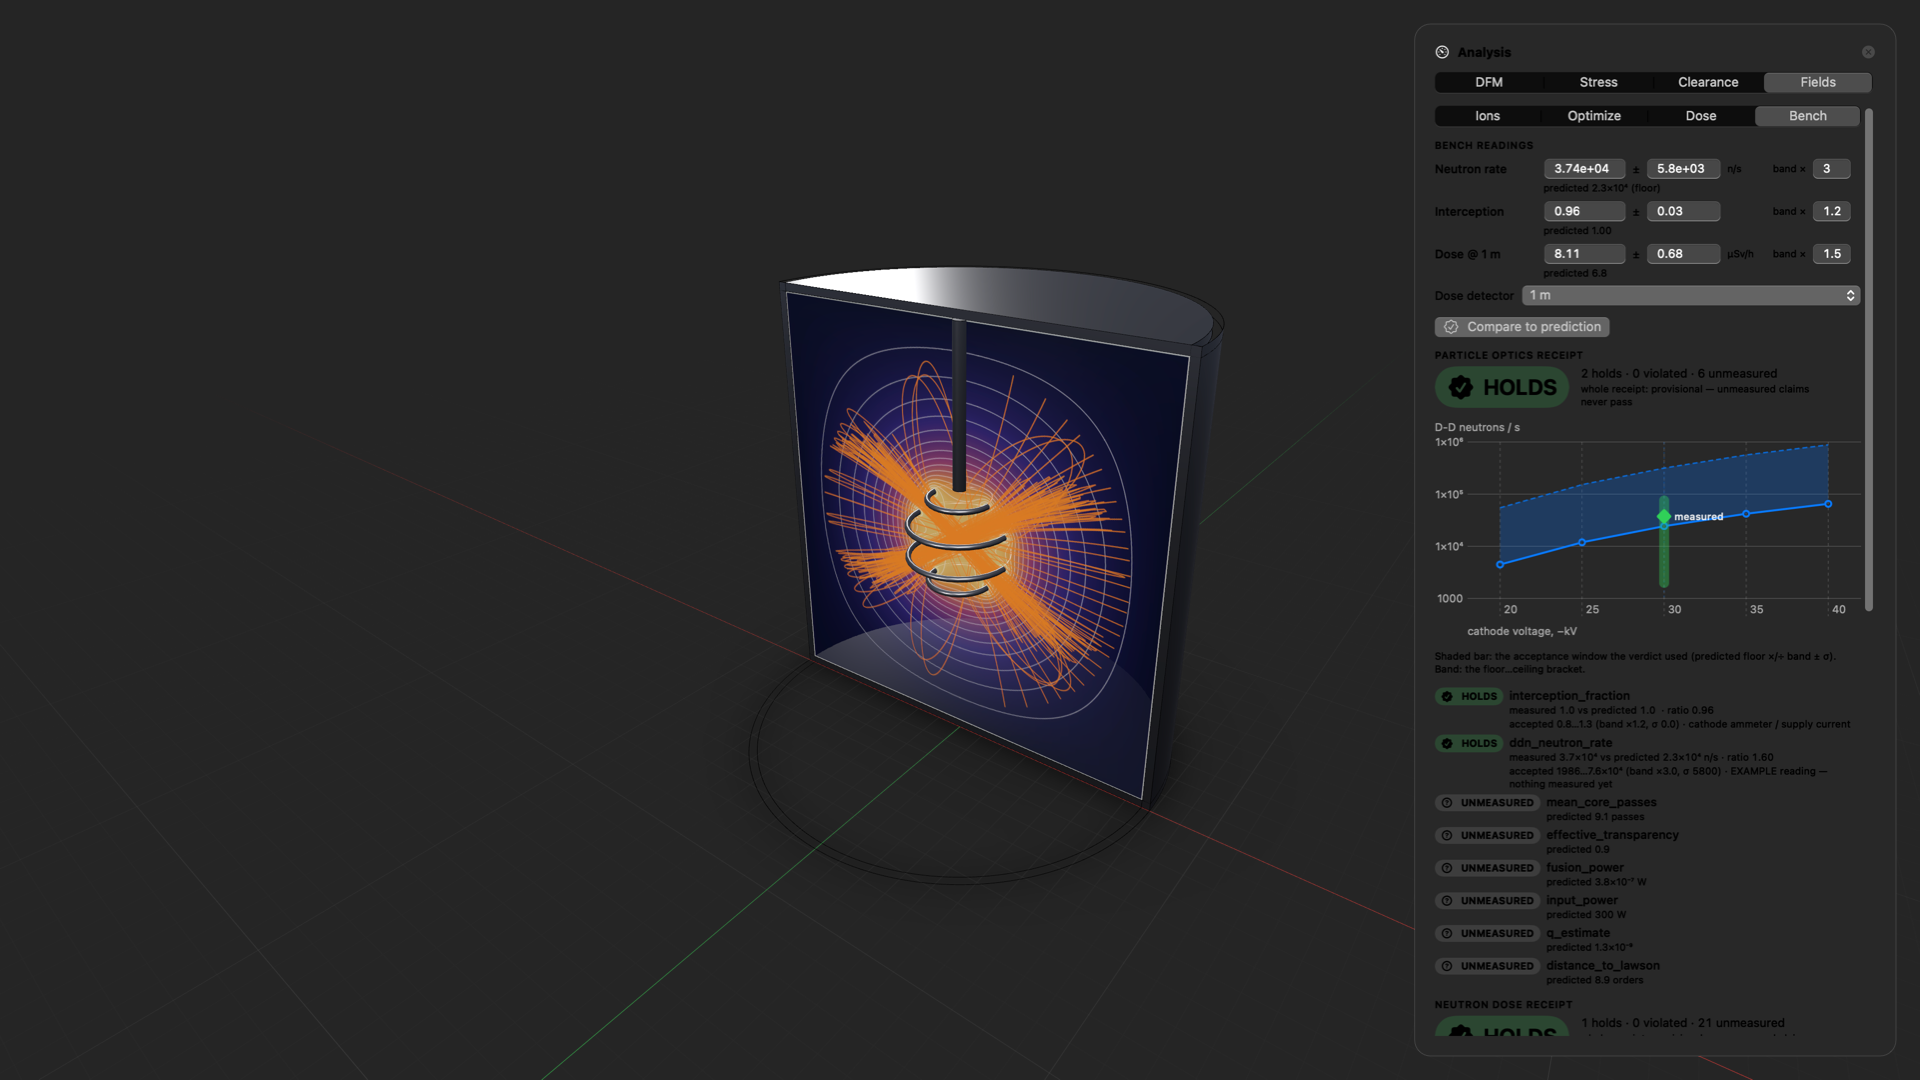 Analysis
DFM Stress Clearance Fields
Ions Optimize Dose Bench
BENCH READINGS
Neutron rate 3.74e+04 ± 5.8e+03 n/s band × 3
predicted 2.3×10⁴ (floor)
Interception 0.96 ± 0.03 band × 1.2
predicted 1.00
Dose @ 1 m 8.11 ± 0.68 µSv/h band × 1.5
predicted 6.8
Dose detector 1 m
Compare to prediction
PARTICLE OPTICS RECEIPT
HOLDS 2 holds · 0 violated · 6 unmeasured
whole receipt: provisional — unmeasured claims
never pass
D-D neutrons / s
1×10⁶
1×10⁵
measured
1×10⁴
1000
20 25 30 35 40
cathode voltage, −kV
Shaded bar: the acceptance window the verdict used (predicted floor ×/÷ band ± σ).
Band: the floor…ceiling bracket.
HOLDS interception_fraction
measured 1.0 vs predicted 1.0 · ratio 0.96
accepted 0.8…1.3 (band ×1.2, σ 0.0) · cathode ammeter / supply current
HOLDS ddn_neutron_rate
measured 3.7×10⁴ vs predicted 2.3×10⁴ n/s · ratio 1.60
accepted 1986…7.6×10⁴ (band ×3.0, σ 5800) · EXAMPLE reading —
nothing measured yet
UNMEASURED mean_core_passes
predicted 9.1 passes
UNMEASURED effective_transparency
predicted 0.9
UNMEASURED fusion_power
predicted 3.8×10⁻⁷ W
UNMEASURED input_power
predicted 300 W
UNMEASURED q_estimate
predicted 1.3×10⁻⁹
UNMEASURED distance_to_lawson
predicted 8.9 orders
NEUTRON DOSE RECEIPT
HOLDS 1 holds · 0 violated · 21 unmeasured